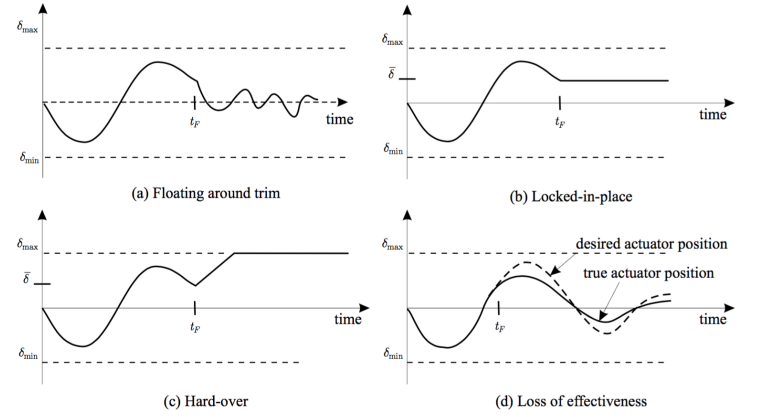 δmax
δmin
tF
time
(a) Floating around trim
δmax
δ̄
δmin
tF
time
(b) Locked-in-place
δmax
δ̄
δmin
tF
time
(c) Hard-over
δmax
desired actuator position
true actuator position
δmin
tF
time
(d) Loss of effectiveness